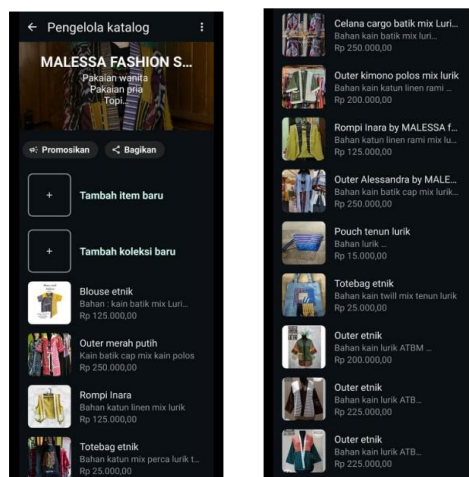 Pengelola katalog
MALESSA FASHION S...
Pakaian wanita
Pakaian pria
Topi...
Promosikan
Bagikan
Tambah item baru
Tambah koleksi baru
Blouse etnik
Bahan : kain batik mix Luri...
Rp 125.000,00
Outer merah putih
Kain batik cap mix kain polos
Rp 250.000,00
Rompi Inara
Bahan katun linen mix lurik
Rp 125.000,00
Totebag etnik
Bahan katun mix perca lurik t...
Rp 25.000,00
Celana cargo batik mix Luri...
Bahan kain batik mix luri...
Rp 250.000,00
Outer kimono polos mix lurik
Bahan kain katun linen rami ...
Rp 200.000,00
Rompi Inara by MALESSA f...
Bahan katun linen rami mix lu...
Rp 125.000,00
Outer Alessandra by MALE...
Bahan kain batik cap mix lurik...
Rp 250.000,00
Pouch tenun lurik
Bahan lurik ...
Rp 15.000,00
Totebag etnik
Bahan kain twill mix tenun lurik
Rp 25.000,00
Outer etnik
Bahan kain lurik ATBM ...
Rp 200.000,00
Outer etnik
Bahan kain lurik ATB...
Rp 225.000,00
Outer etnik
Bahan kain lurik ATB...
Rp 225.000,00